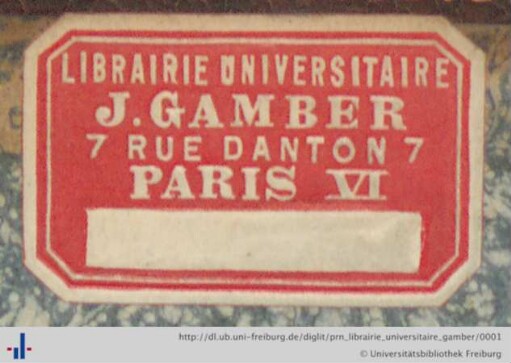 LIBRAIRIE UNIVERSITAIRE
J. GAMBER
7 RUE DANTON 7
PARIS VI
http://dl.ub.uni-freiburg.de/diglit/prn_librairie_universitaire_gamber/0001
© Universitätsbibliothek Freiburg